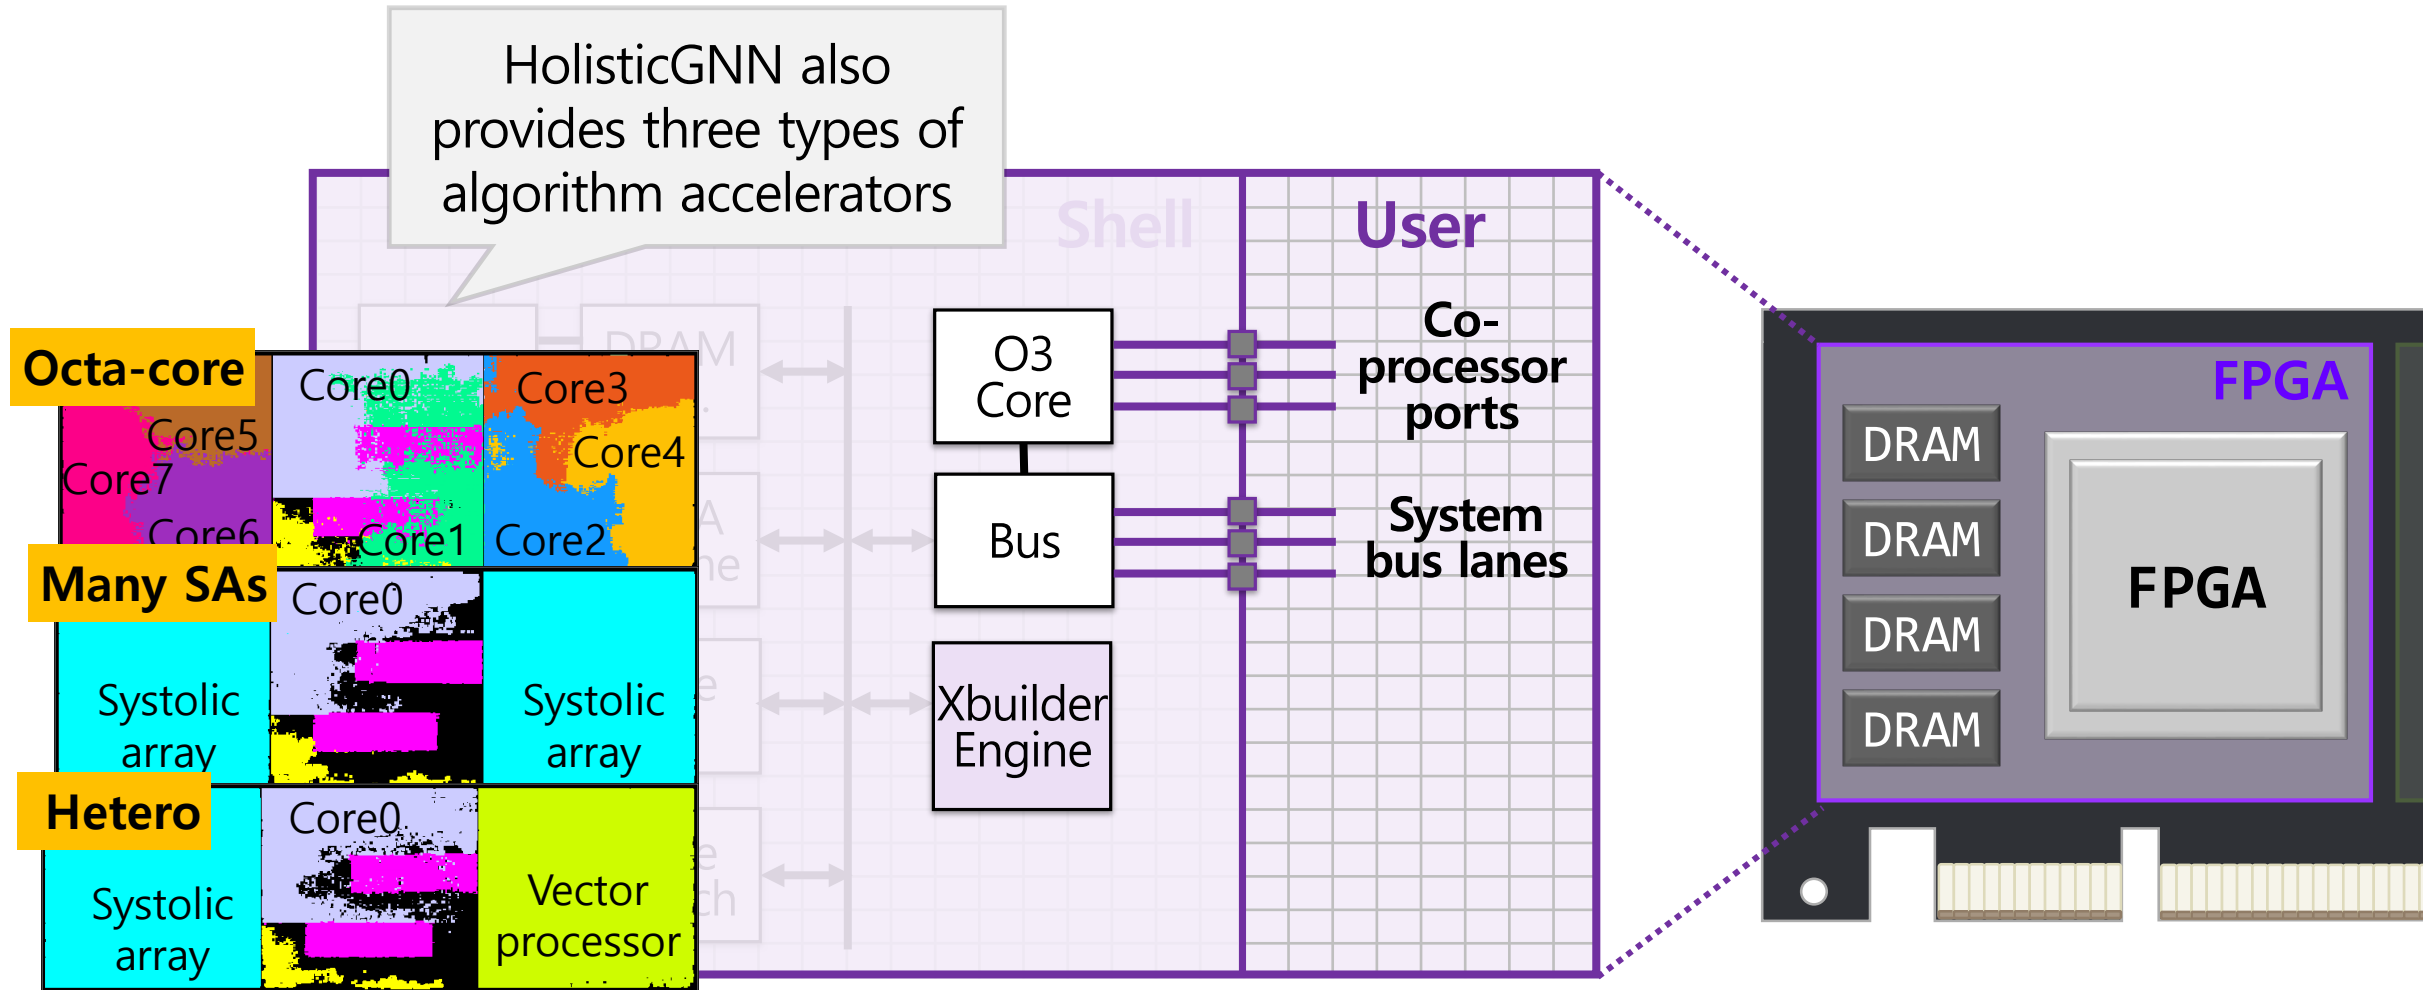 HolisticGNN also
provides three types of
algorithm accelerators
Shell
User
DRAM
O3
Core
Bus
Xbuilder
Engine
Co-
processor
ports
System
bus lanes
Octa-core
Core0
Core3
Core5
Core4
Core7
Core6
Core1
Core2
Many SAs
Core0
Systolic
array
Systolic
array
Hetero
Core0
Systolic
array
Vector
processor
FPGA
DRAM
DRAM
DRAM
DRAM
FPGA